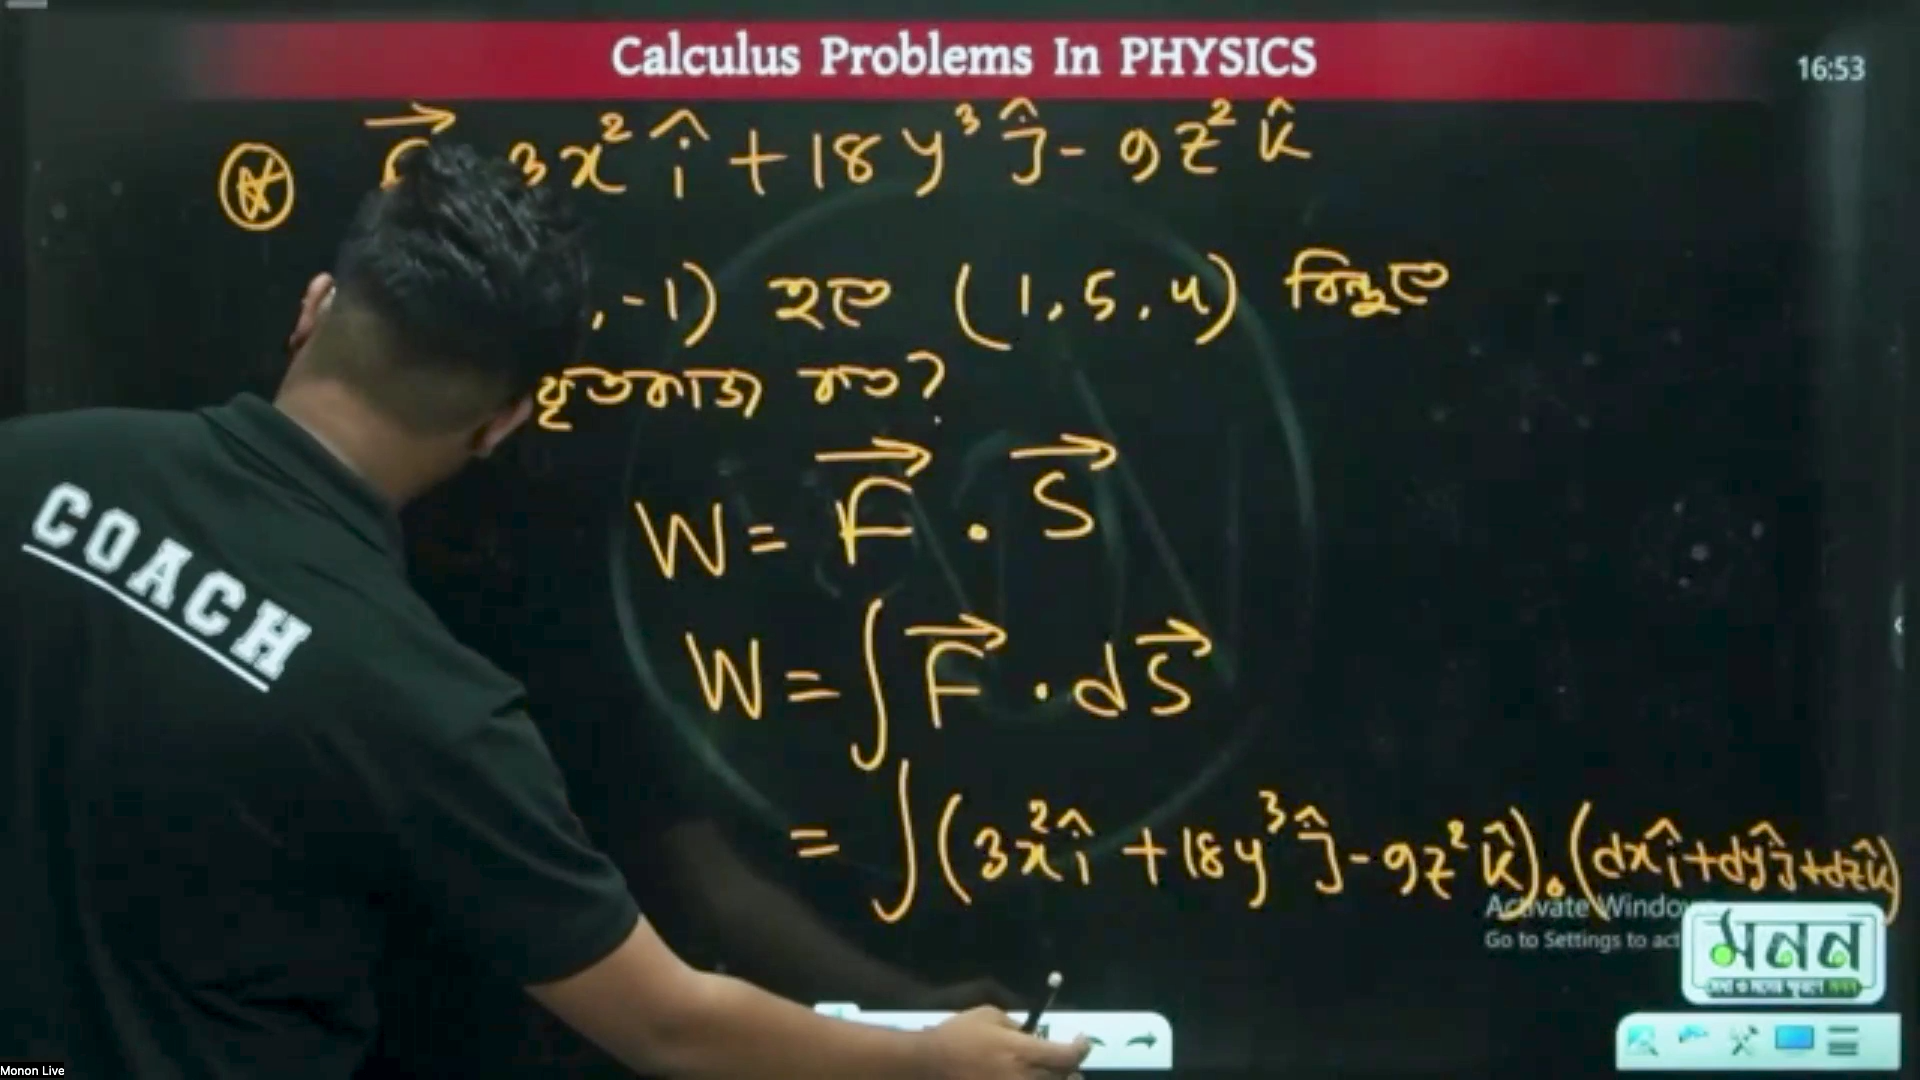 Calculus Problems In PHYSICS
16:53
3x² î + 18y³ ĵ - 9z² k̂
, -1) হতে (1, 5, 4) বিন্দুতে
কৃতকাজ কত?
W = F⃗ . S⃗
W = ∫ F⃗ . dS⃗
= ∫ (3x² î + 18y³ ĵ - 9z² k̂) . (dx î + dy ĵ + dz k̂)
Activate Windo
Go to Settings to act
মনন
COACH
Monon Live